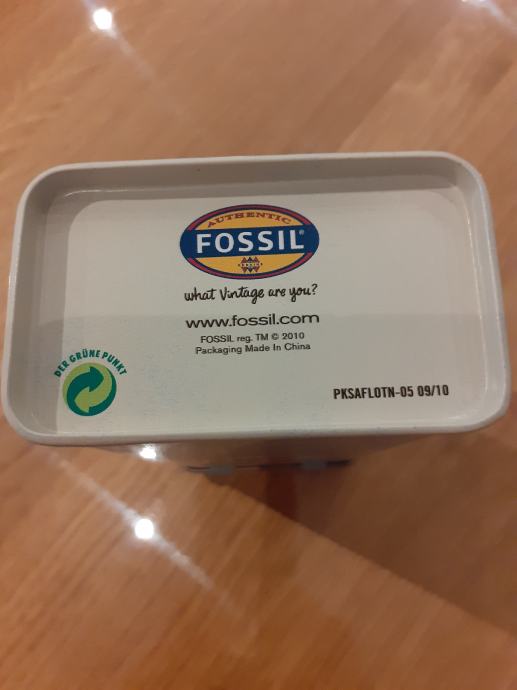 AUTHENTIC
FOSSIL®
what Vintage are you?
www.fossil.com
FOSSIL reg. TM © 2010
Packaging Made In China
DER GRÜNE PUNKT
PKSAFLOTN-05 09/10